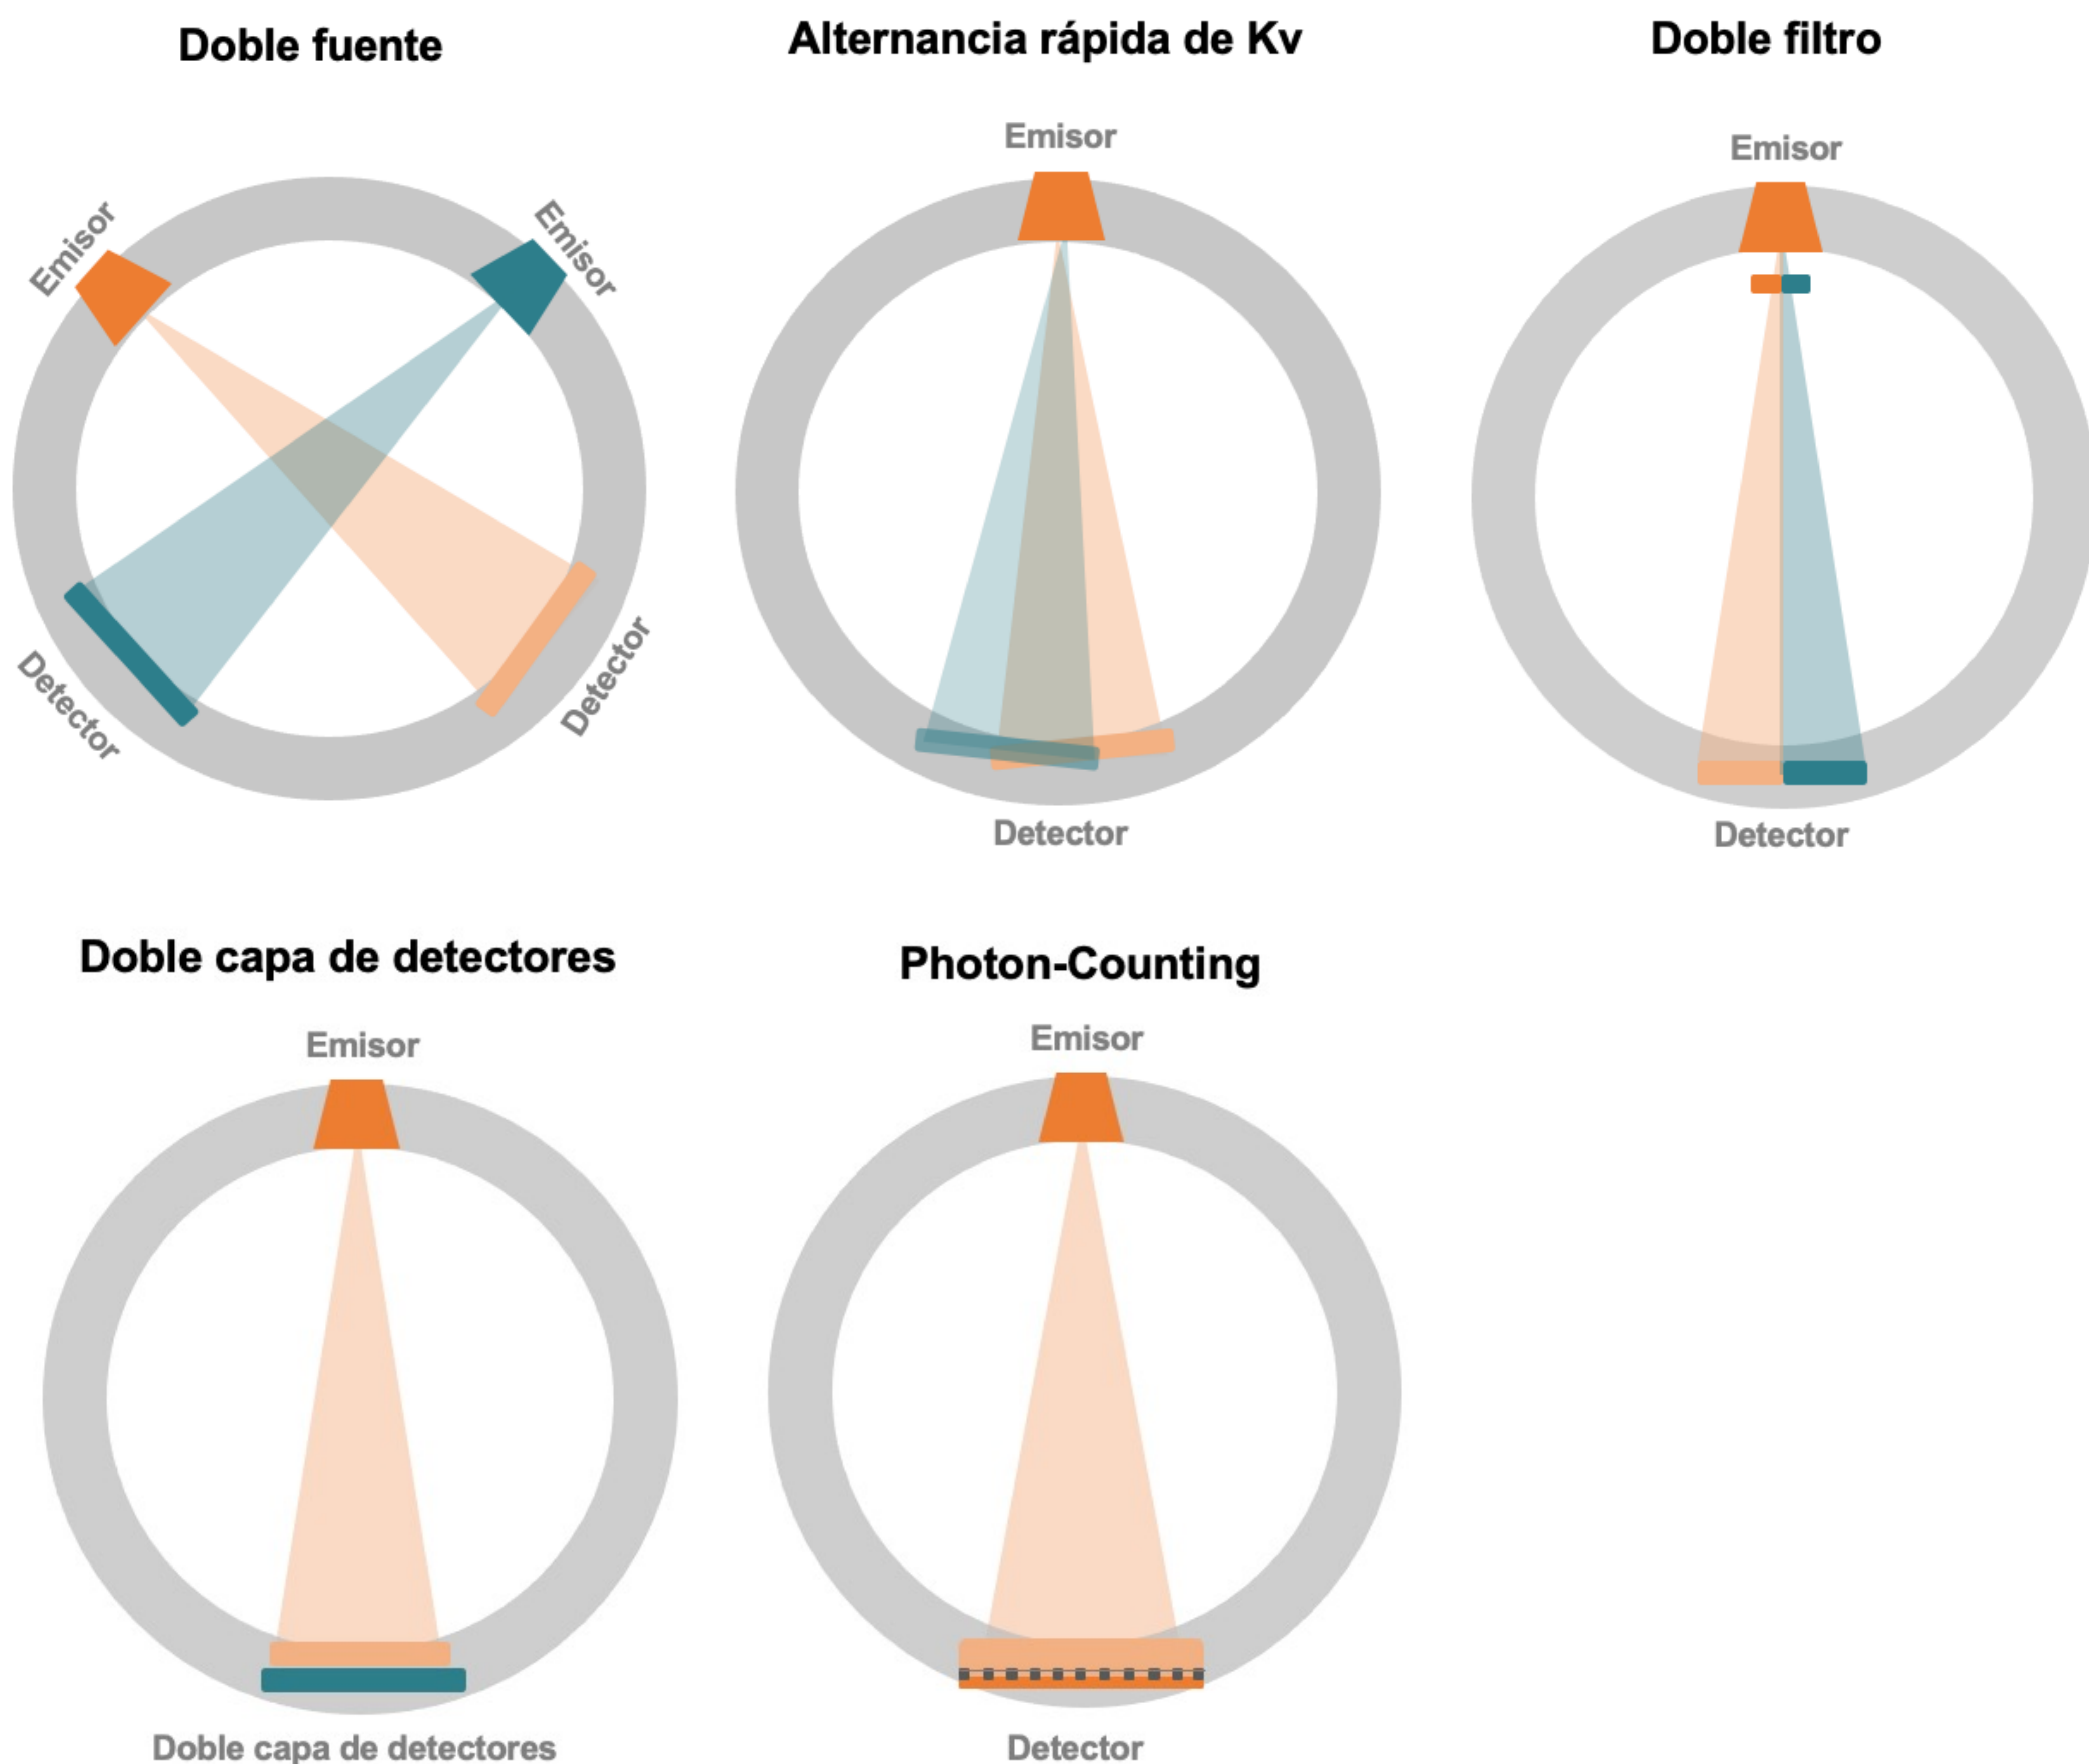 Doble fuente
Emisor
Emisor
Detector
Detector
Alternancia rápida de Kv
Emisor
Detector
Doble filtro
Emisor
Detector
Doble capa de detectores
Emisor
Doble capa de detectores
Photon-Counting
Emisor
Detector